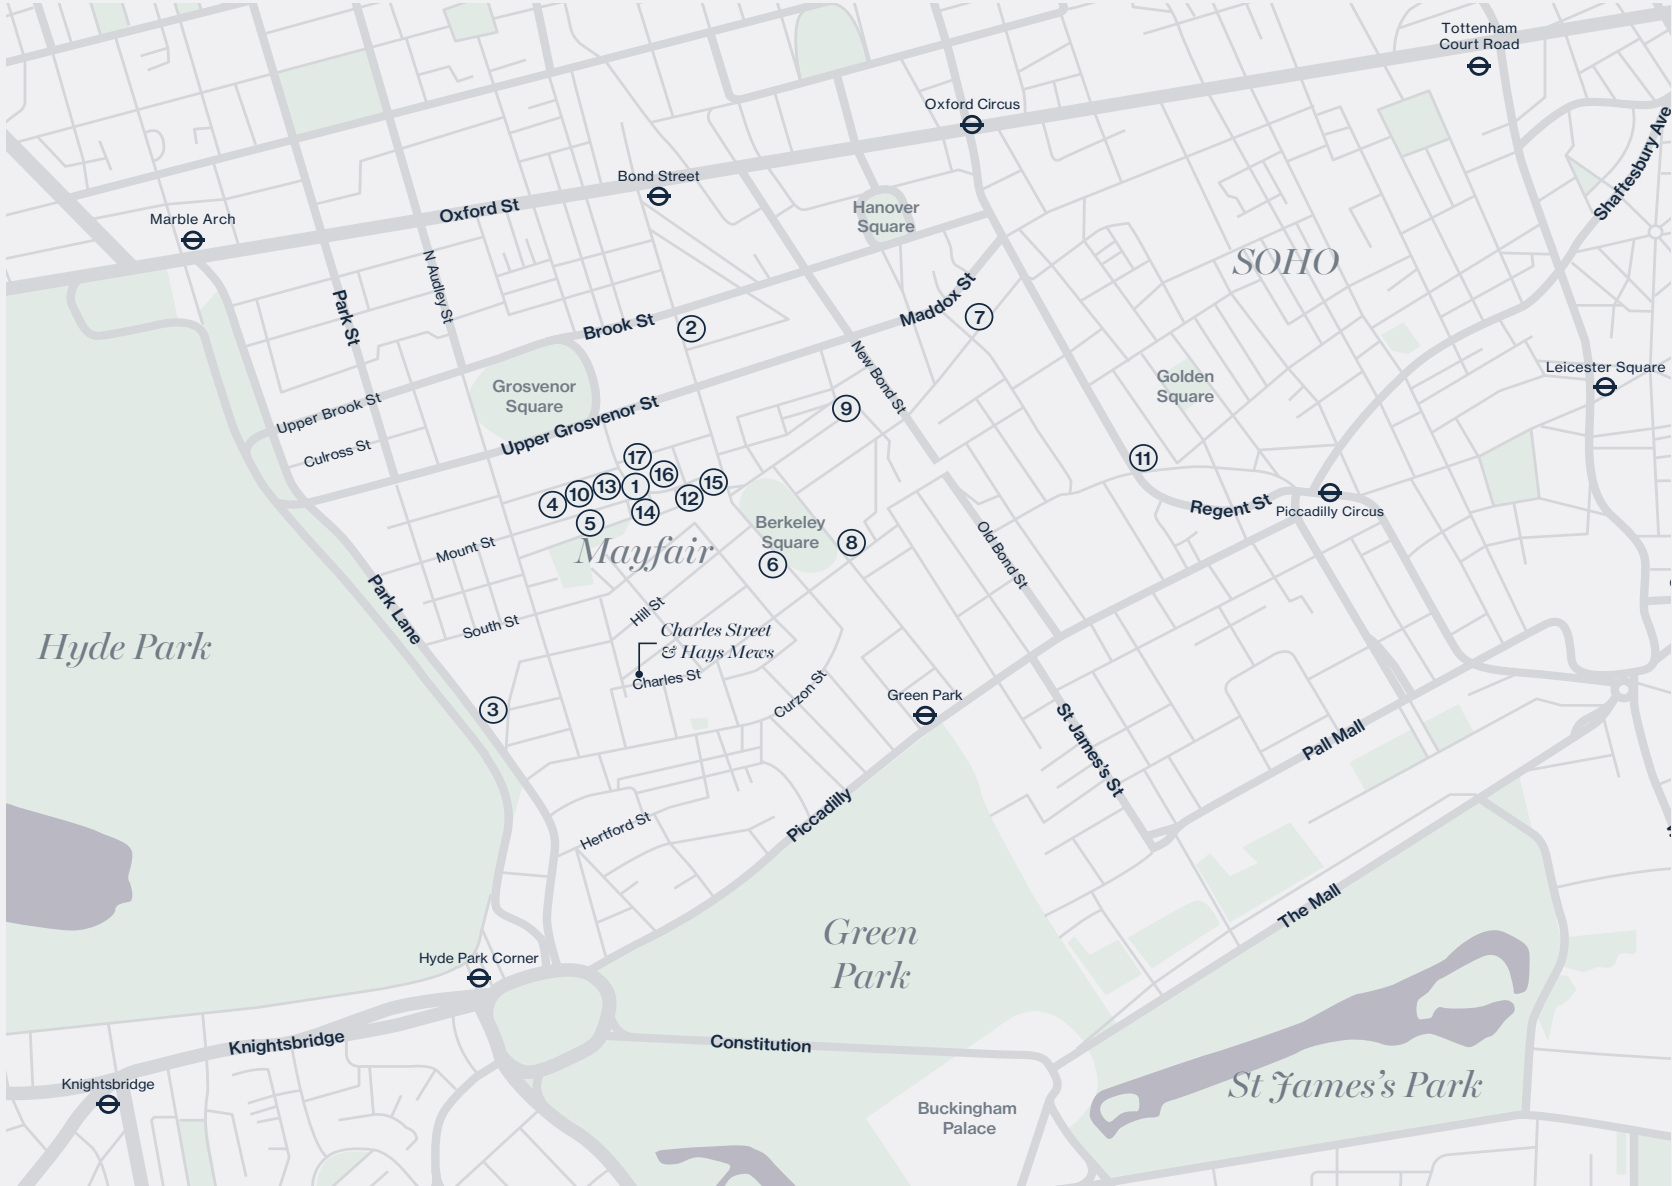 Tottenham
Court Road
Oxford Circus
Shaftesbury Ave
Bond Street
Marble Arch
Oxford St
Hanover
Square
SOHO
N Audley St
Park St
Maddox St
7
Brook St
2
New Bond St
Leicester Square
Grosvenor
Square
Golden
Square
Upper Brook St
9
Upper Grosvenor St
Culross St
17
11
16
15
13
1
10
12
4
14
5
Regent St
Piccadilly Circus
Berkeley
Square
8
6
Mayfair
Mount St
Old Bond St
Park Lane
Hill St
South St
Charles Street
& Hays Mews
Charles St
Hyde Park
Curzon St
Green Park
3
St James's St
Pall Mall
Piccadilly
Hertford St
The Mall
Green
Park
Hyde Park Corner
Knightsbridge
Constitution
Knightsbridge
St James's Park
Buckingham
Palace